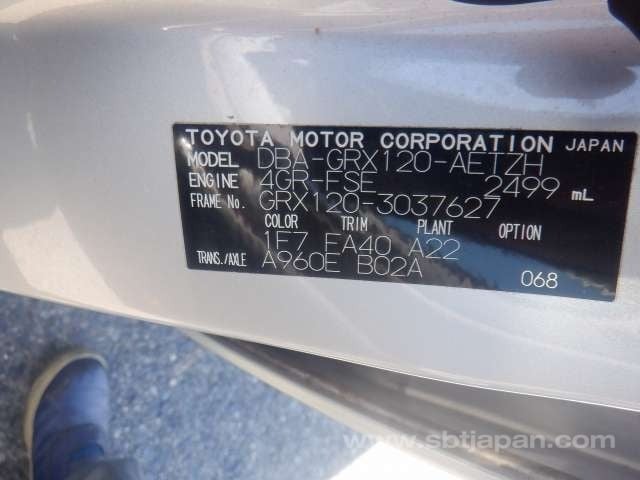 TOYOTA MOTOR CORPORATION JAPAN
MODEL DBA-GRX120-AETZH
ENGINE 4GR-FSE 2499 mL
FRAME No. GRX120-3037627
COLOR TRIM PLANT OPTION
1F7 FA40 A22
TRANS./AXLE A960E B02A
068
www.sbtjapan.com